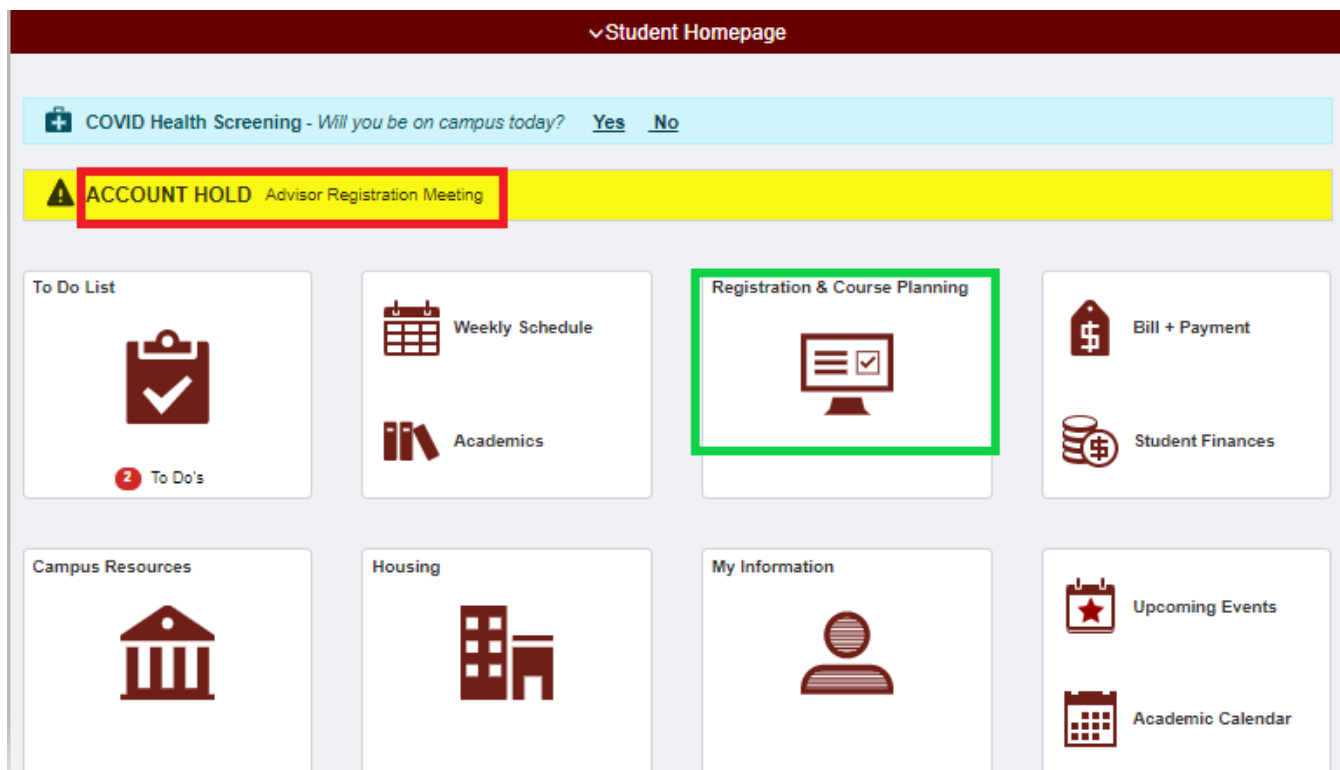 Student Homepage
COVID Health Screening - Will you be on campus today? Yes No
ACCOUNT HOLD Advisor Registration Meeting
To Do List
2 To Do's
Weekly Schedule
Academics
Registration & Course Planning
Bill + Payment
Student Finances
Campus Resources
Housing
My Information
Upcoming Events
Academic Calendar